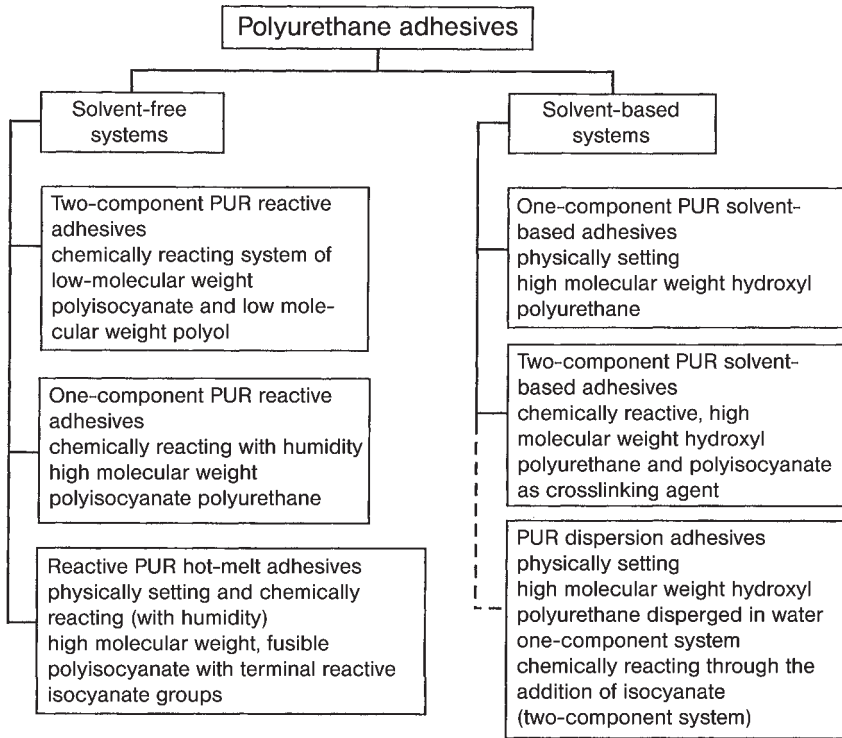 Polyurethane adhesives
Solvent-free
systems
Two-component PUR reactive
adhesives
chemically reacting system of
low-molecular weight
polyisocyanate and low mole-
cular weight polyol
One-component PUR reactive
adhesives
chemically reacting with humidity
high molecular weight
polyisocyanate polyurethane
Reactive PUR hot-melt adhesives
physically setting and chemically
reacting (with humidity)
high molecular weight, fusible
polyisocyanate with terminal reactive
isocyanate groups
Solvent-based
systems
One-component PUR solvent-
based adhesives
physically setting
high molecular weight hydroxyl
polyurethane
Two-component PUR solvent-
based adhesives
chemically reactive, high
molecular weight hydroxyl
polyurethane and polyisocyanate
as crosslinking agent
PUR dispersion adhesives
physically setting
high molecular weight hydroxyl
polyurethane disperged in water
one-component system
chemically reacting through the
addition of isocyanate
(two-component system)